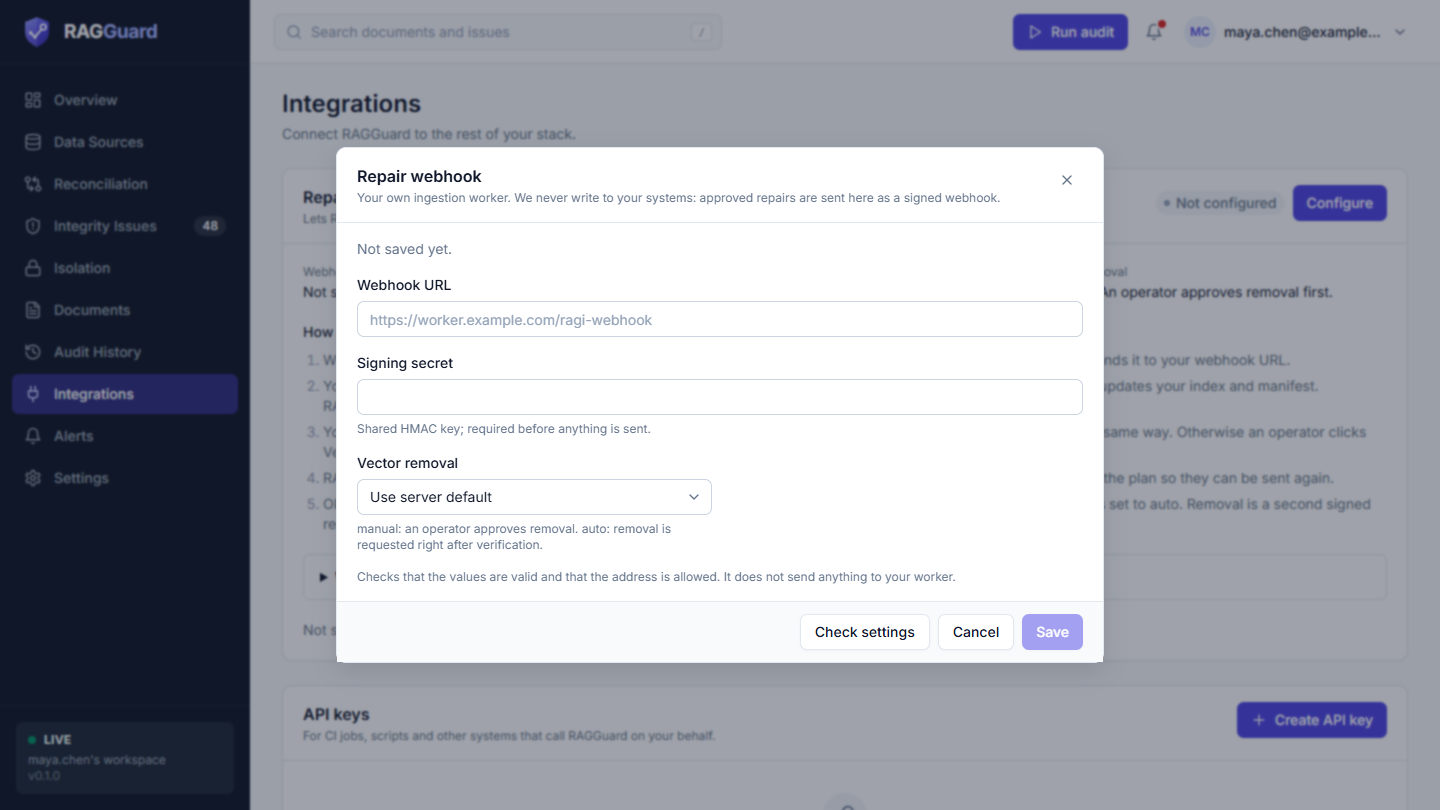 RAGGuard
Search documents and issues
/
Run audit
MC
maya.chen@example...
Overview
Data Sources
Reconciliation
Integrity Issues
48
Isolation
Documents
Audit History
Integrations
Alerts
Settings
LIVE
maya.chen's workspace
v0.1.0
Integrations
Connect RAGGuard to the rest of your stack.
Not configured
Configure
An operator approves removal first.
How
1.
nds it to your webhook URL.
2.
updates your index and manifest.
3.
same way. Otherwise an operator clicks
4.
the plan so they can be sent again.
5.
set to auto. Removal is a second signed
Repair webhook
Your own ingestion worker. We never write to your systems: approved repairs are sent here as a signed webhook.
Not saved yet.
Webhook URL
https://worker.example.com/ragi-webhook
Signing secret
Shared HMAC key; required before anything is sent.
Vector removal
Use server default
manual: an operator approves removal. auto: removal is
requested right after verification.
Checks that the values are valid and that the address is allowed. It does not send anything to your worker.
Check settings
Cancel
Save
API keys
For CI jobs, scripts and other systems that call RAGGuard on your behalf.
Create API key